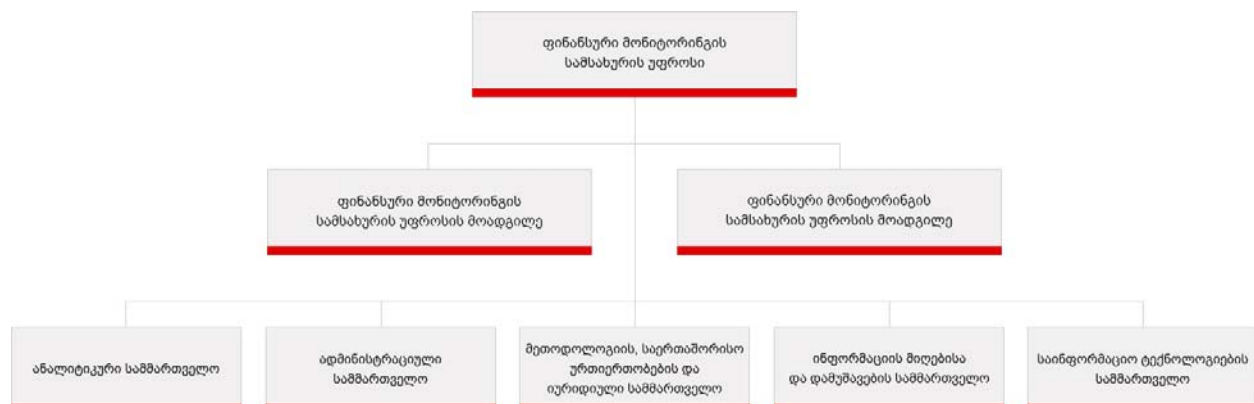 ფინანსური მონიტორინგის
სამსახურის უფროსი
ფინანსური მონიტორინგის
სამსახურის უფროსის მოადგილე
ფინანსური მონიტორინგის
სამსახურის უფროსის მოადგილე
ანალიტიკური სამმართველო
ადმინისტრაციული
სამმართველო
მეთოდოლოგიის, საერთაშორისო
ურთიერთობების და
იურიდიული სამმართველო
ინფორმაციის მიღებისა
და დამუშავების სამმართველო
საინფორმაციო ტექნოლოგიების
სამმართველო